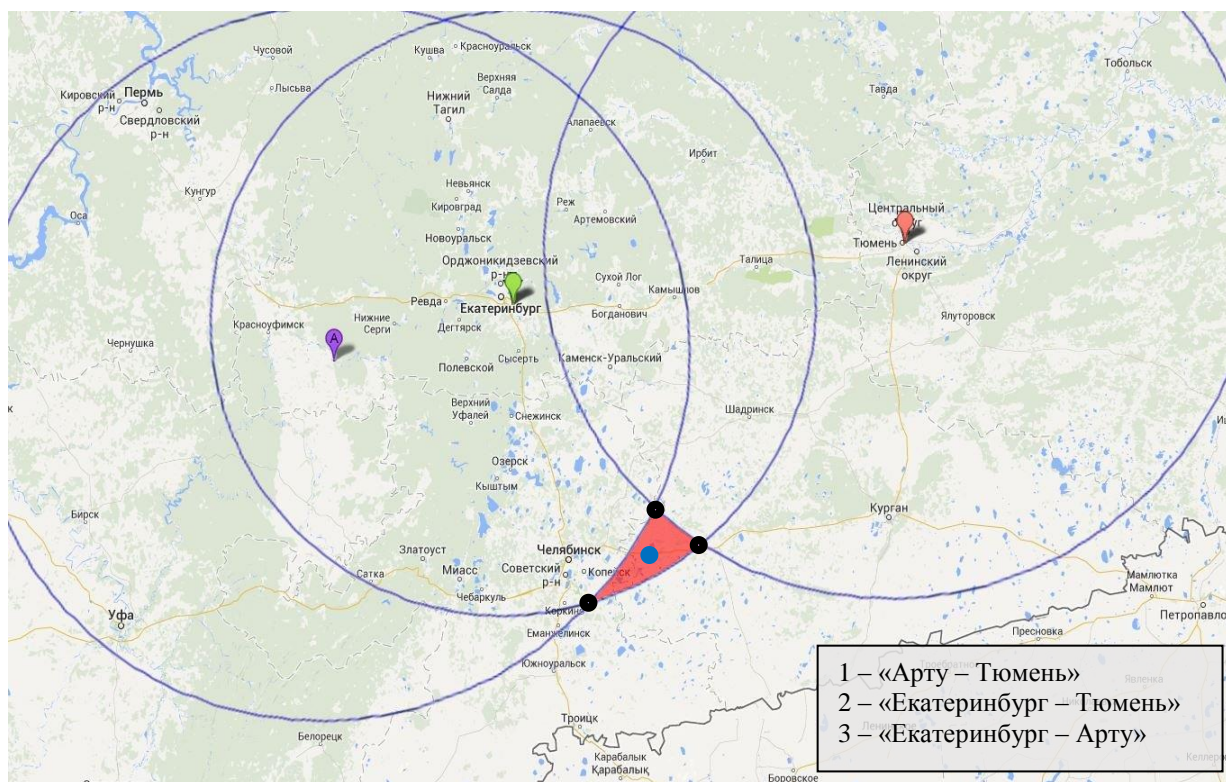 Чусовой
Кушва
Красноуральск
Тобольск
Лысьва
Верхняя
Салда
Тавда
Кировский
р-н
Пермь
Нижний
Тагил
Свердловский
р-н
Алапаевск
Ирбит
Кунгур
Невьянск
Кировград
Реж
Артемовский
Оса
Центральный
округ
Новоуральск
Тюмень
Ленинский
округ
Орджоникидзевский
р-н
Талица
Сухой Лог
Камышлов
Екатеринбург
Ревда
Богданович
Ялуторовск
Красноуфимск
Нижние
Серги
Дегтярск
A
Чернушка
Сысерть
Каменск-Уральский
Полевской
Верхний
Уфалей
Снежинск
Шадринск
Озерск
Кыштым
Бирск
Курган
Златоуст
Челябинск
Миасс
Советский
р-н
Копейск
Сатка
Чебаркуль
Мамлютка
Мамлют
Коркино
Уфа
Еманжелинск
Петропавло
Пресновка
Южноуральск
1 – «Арту – Тюмень»
2 – «Екатеринбург – Тюмень»
3 – «Екатеринбург – Арту»
Троицк
Белорецк
Карабалык
Қарабалық
Боровское